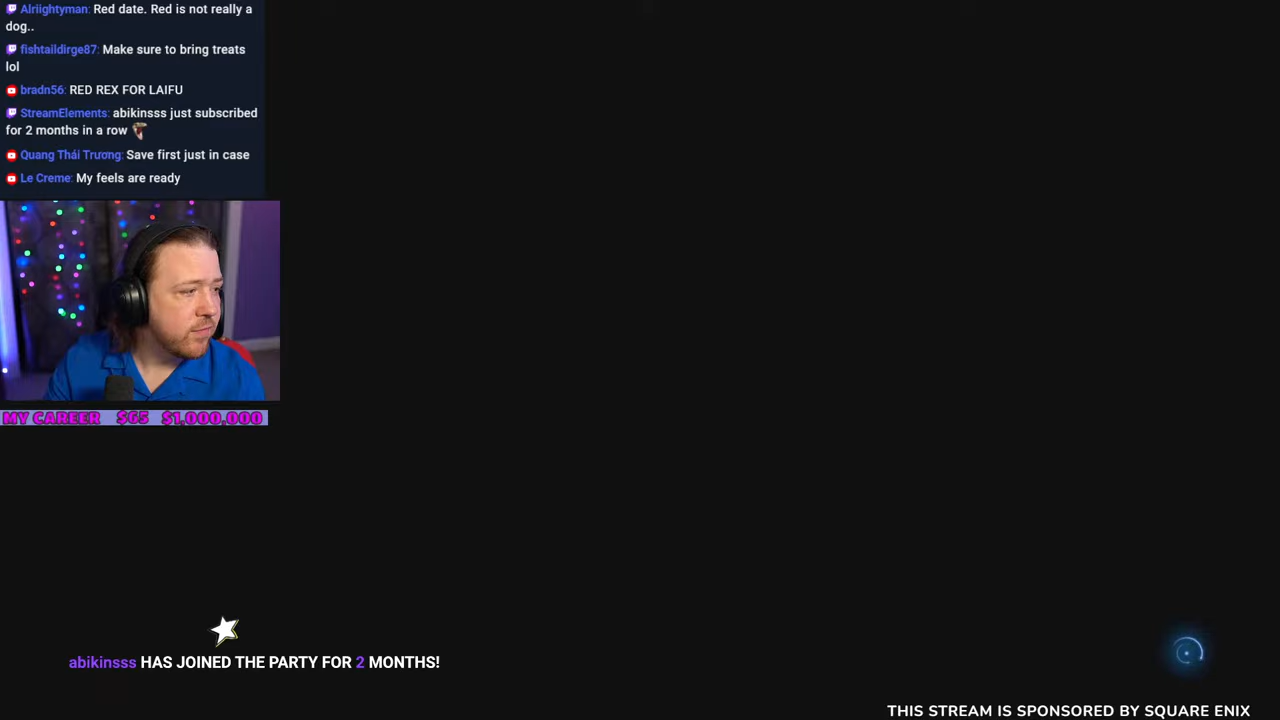 Alriightyman: Red date. Red is not really a
dog..
fishtaildirge87: Make sure to bring treats
lol
bradn56: RED REX FOR LAIFU
StreamElements: abikinsss just subscribed
for 2 months in a row
Quang Thái Trương: Save first just in case
Le Creme: My feels are ready
MY CAREER $65 $1,000,000
abikinsss HAS JOINED THE PARTY FOR 2 MONTHS!
THIS STREAM IS SPONSORED BY SQUARE ENIX